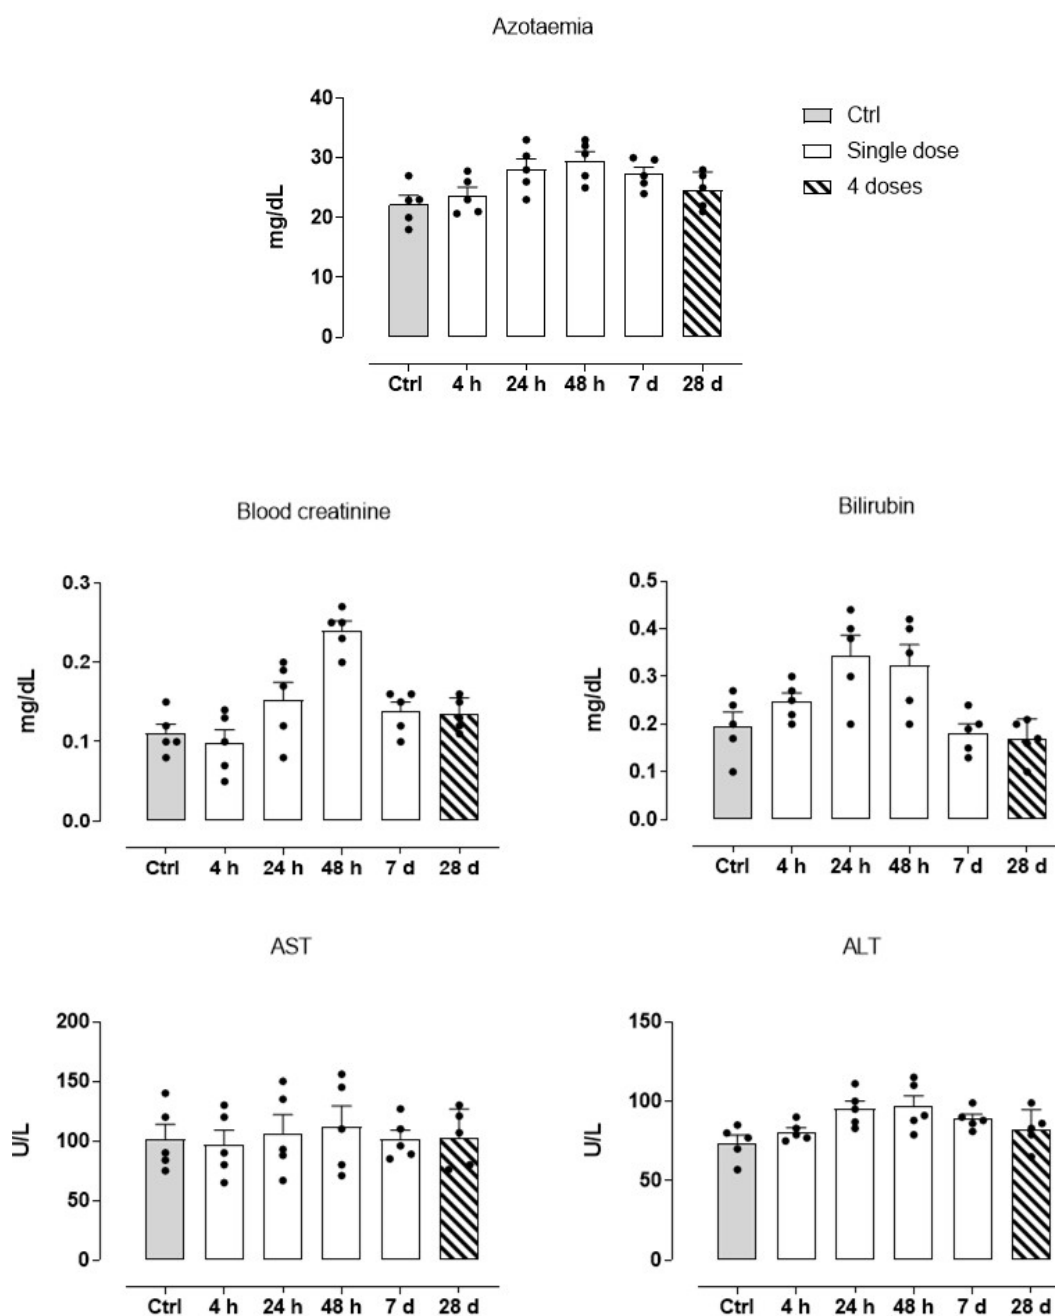 Azotaemia
40
30
20
10
0
mg/dL
Ctrl
Single dose
4 doses
Ctrl 4 h 24 h 48 h 7 d 28 d
Blood creatinine
0.3
0.2
0.1
0.0
mg/dL
Ctrl 4 h 24 h 48 h 7 d 28 d
Bilirubin
0.5
0.4
0.3
0.2
0.1
0.0
mg/dL
Ctrl 4 h 24 h 48 h 7 d 28 d
AST
200
150
100
50
0
U/L
Ctrl 4 h 24 h 48 h 7 d 28 d
ALT
150
100
50
0
U/L
Ctrl 4 h 24 h 48 h 7 d 28 d